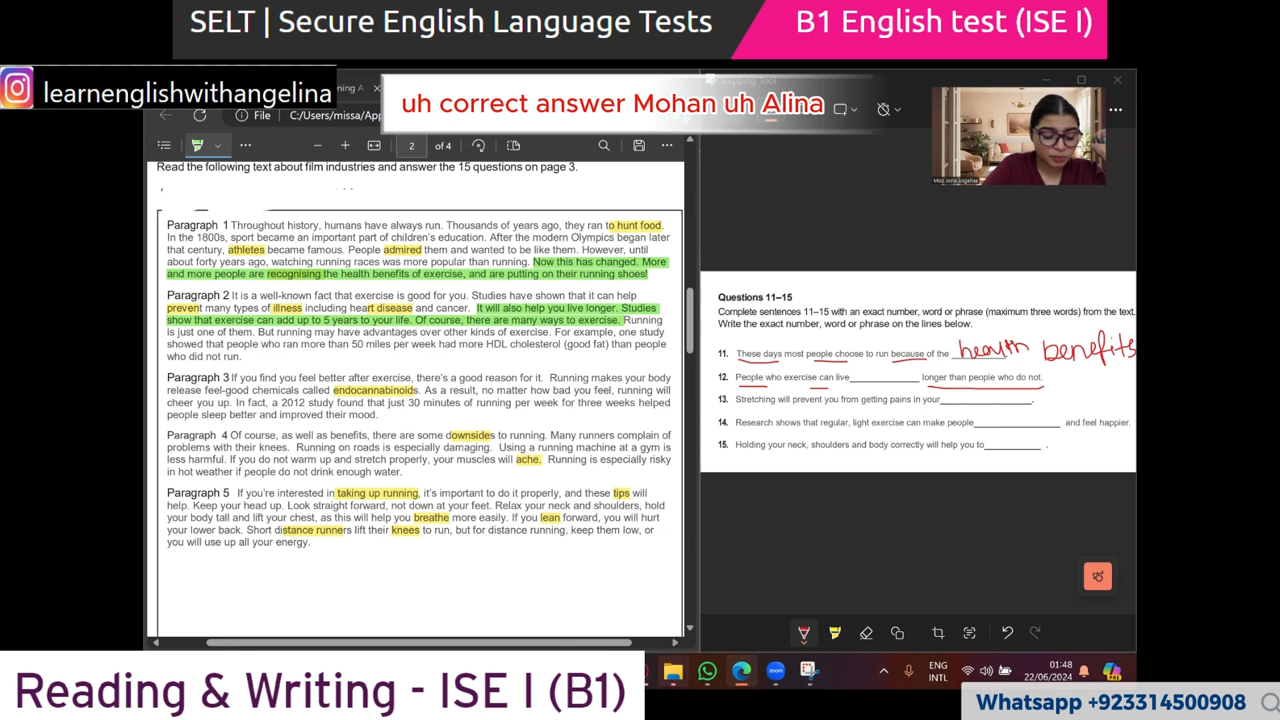 SELT | Secure English Language Tests
B1 English test (ISE I)
learnenglishwithangelina
uh correct answer Mohan uh Alina
File
C:/Users/missa/App
2 of 4
Read the following text about film industries and answer the 15 questions on page 3.
Paragraph 1 Throughout history, humans have always run. Thousands of years ago, they ran to hunt food.
In the 1800s, sport became an important part of children's education. After the modern Olympics began later
that century, athletes became famous. People admired them and wanted to be like them. However, until
about forty years ago, watching running races was more popular than running. Now this has changed. More
and more people are recognising the health benefits of exercise, and are putting on their running shoes!
Paragraph 2 It is a well-known fact that exercise is good for you. Studies have shown that it can help
prevent many types of illness including heart disease and cancer. It will also help you live longer. Studies
show that exercise can add up to 5 years to your life. Of course, there are many ways to exercise. Running
is just one of them. But running may have advantages over other kinds of exercise. For example, one study
showed that people who ran more than 50 miles per week had more HDL cholesterol (good fat) than people
who did not run.
Paragraph 3 If you find you feel better after exercise, there's a good reason for it. Running makes your body
release feel-good chemicals called endocannabinoids. As a result, no matter how bad you feel, running will
cheer you up. In fact, a 2012 study found that just 30 minutes of running per week for three weeks helped
people sleep better and improved their mood.
Paragraph 4 Of course, as well as benefits, there are some downsides to running. Many runners complain of
problems with their knees. Running on roads is especially damaging. Using a running machine at a gym is
less harmful. If you do not warm up and stretch properly, your muscles will ache. Running is especially risky
in hot weather if people do not drink enough water.
Paragraph 5 If you're interested in taking up running, it's important to do it properly, and these tips will
help. Keep your head up. Look straight forward, not down at your feet. Relax your neck and shoulders, hold
your body tall and lift your chest, as this will help you breathe more easily. If you lean forward, you will hurt
your lower back. Short distance runners lift their knees to run, but for distance running, keep them low, or
you will use up all your energy.
Miss Anna Angelina
Questions 11–15
Complete sentences 11–15 with an exact number, word or phrase (maximum three words) from the text.
Write the exact number, word or phrase on the lines below.
11. These days most people choose to run because of the health benefits
12. People who exercise can live__________ longer than people who do not.
13. Stretching will prevent you from getting pains in your______________.
14. Research shows that regular, light exercise can make people_____________ and feel happier.
15. Holding your neck, shoulders and body correctly will help you to________ .
ENG
INTL
01:48
22/06/2024
Reading & Writing - ISE I (B1)
Whatsapp +923314500908